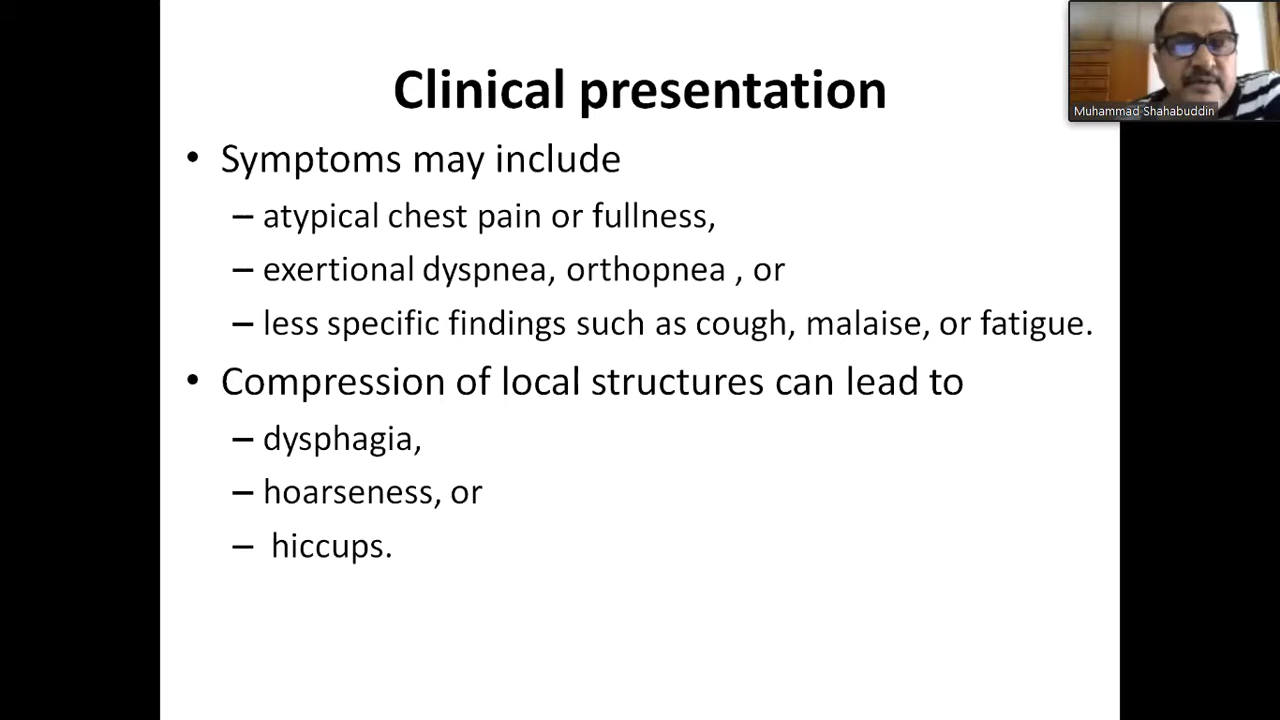 Clinical presentation
Muhammad Shahabuddin
• Symptoms may include
– atypical chest pain or fullness,
– exertional dyspnea, orthopnea , or
– less specific findings such as cough, malaise, or fatigue.
• Compression of local structures can lead to
– dysphagia,
– hoarseness, or
– hiccups.